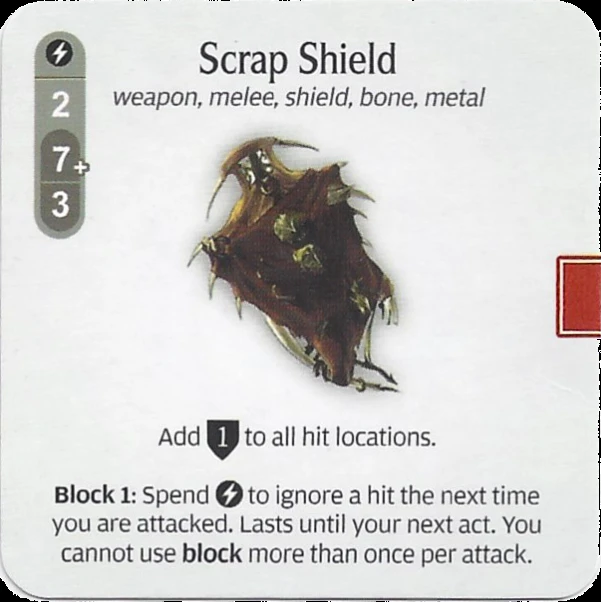 Scrap Shield
weapon, melee, shield, bone, metal
2
7+
3
Add 1 to all hit locations.
Block 1: Spend to ignore a hit the next time
you are attacked. Lasts until your next act. You
cannot use block more than once per attack.